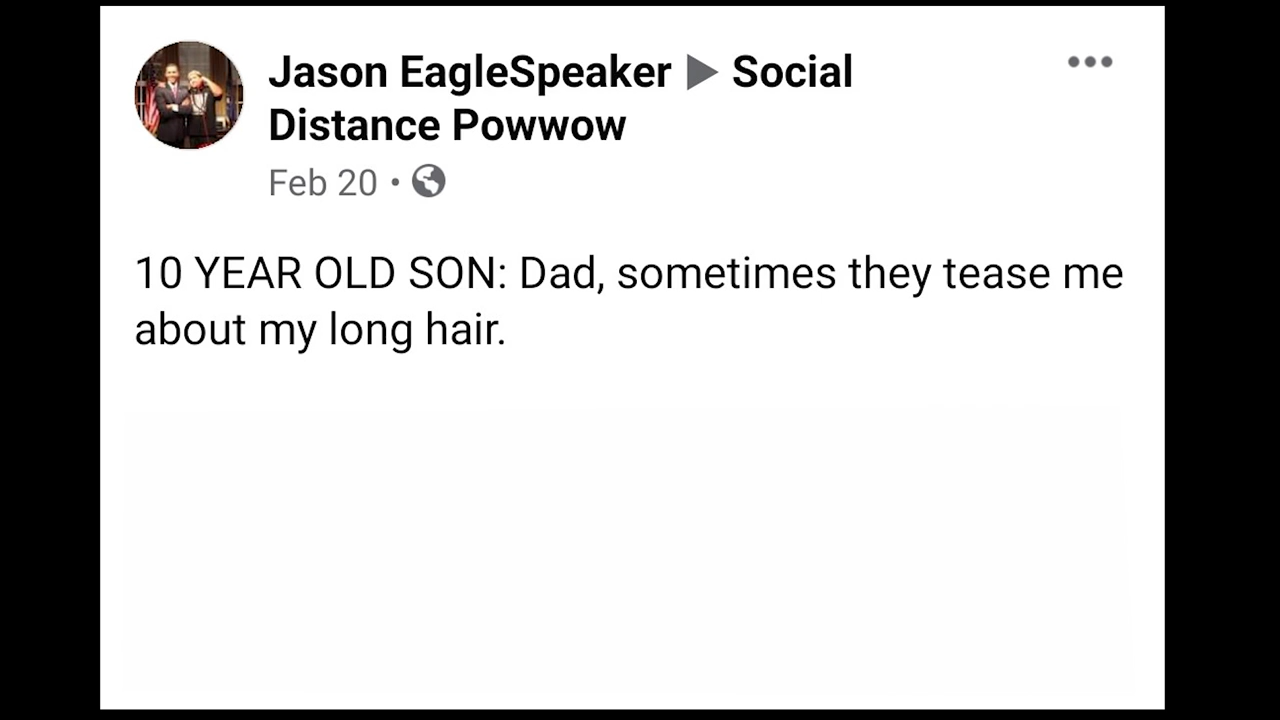 Jason EagleSpeaker ▶ Social
Distance Powwow
Feb 20 •
10 YEAR OLD SON: Dad, sometimes they tease me
about my long hair.